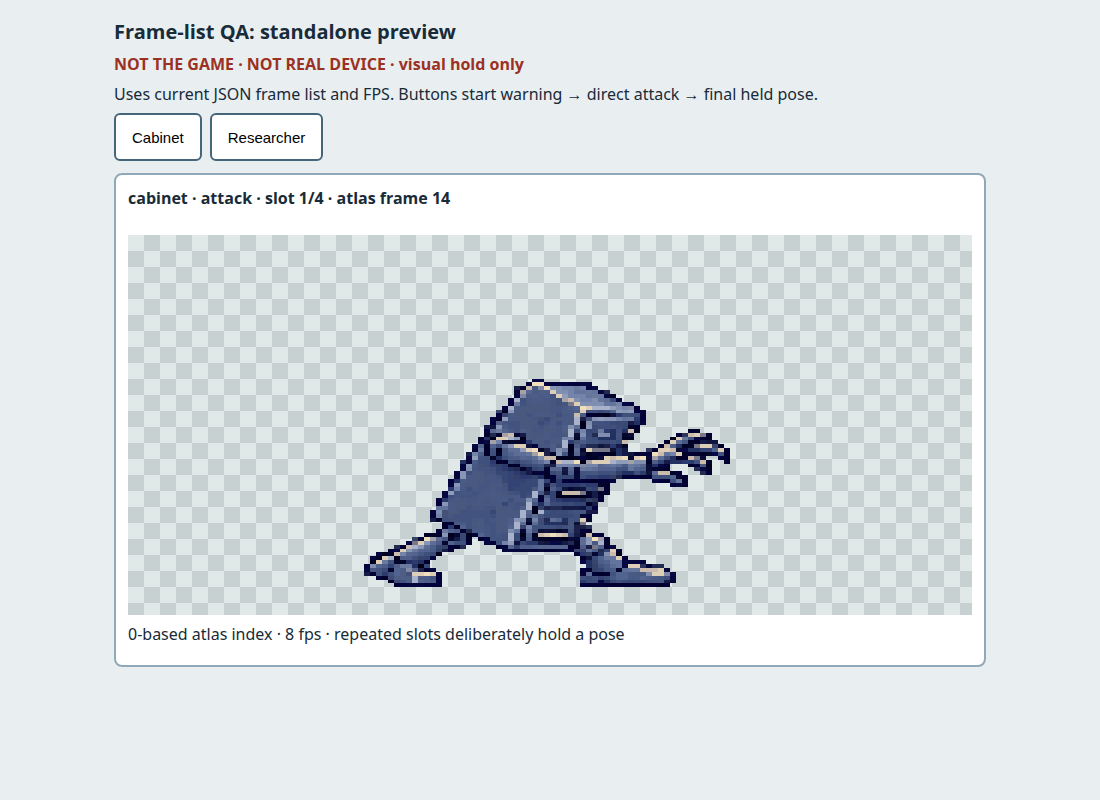 Frame-list QA: standalone preview
NOT THE GAME · NOT REAL DEVICE · visual hold only
Uses current JSON frame list and FPS. Buttons start warning → direct attack → final held pose.
Cabinet
Researcher
cabinet · attack · slot 1/4 · atlas frame 14
0-based atlas index · 8 fps · repeated slots deliberately hold a pose